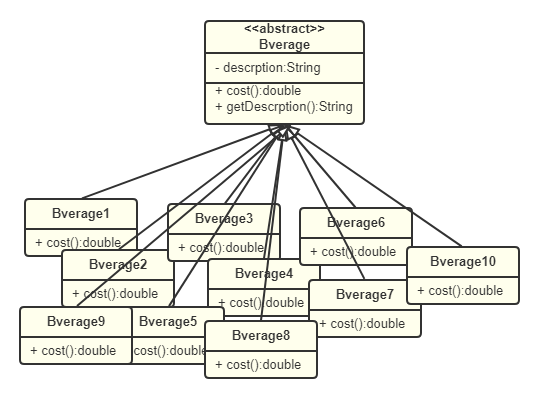 <<abstract>>
Bverage
- descrption:String
+ cost():double
+ getDescrption():String
Bverage1
+ cost():double
Bverage3
+ cost():double
Bverage6
+ cost():double
Bverage2
+ cost():double
Bverage4
+ cost():double
Bverage10
+ cost():double
Bverage7
+ cost():double
Bverage9
+ cost():double
Bverage5
cost():double
Bverage8
+ cost():double